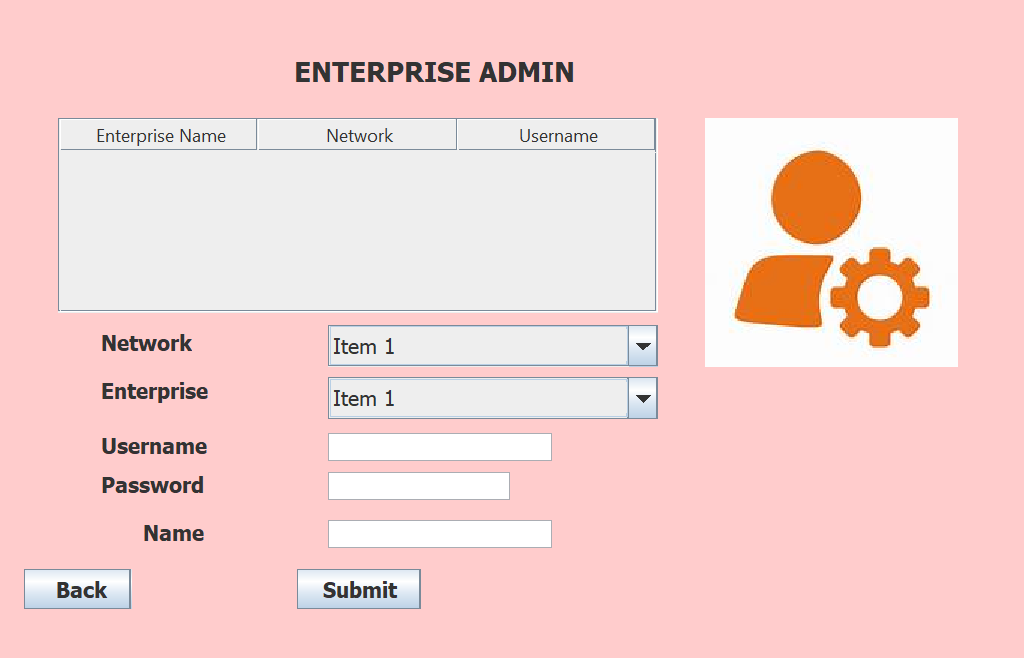 ENTERPRISE ADMIN
Enterprise Name Network Username
Network Item 1
Enterprise Item 1
Username
Password
Name
Back Submit